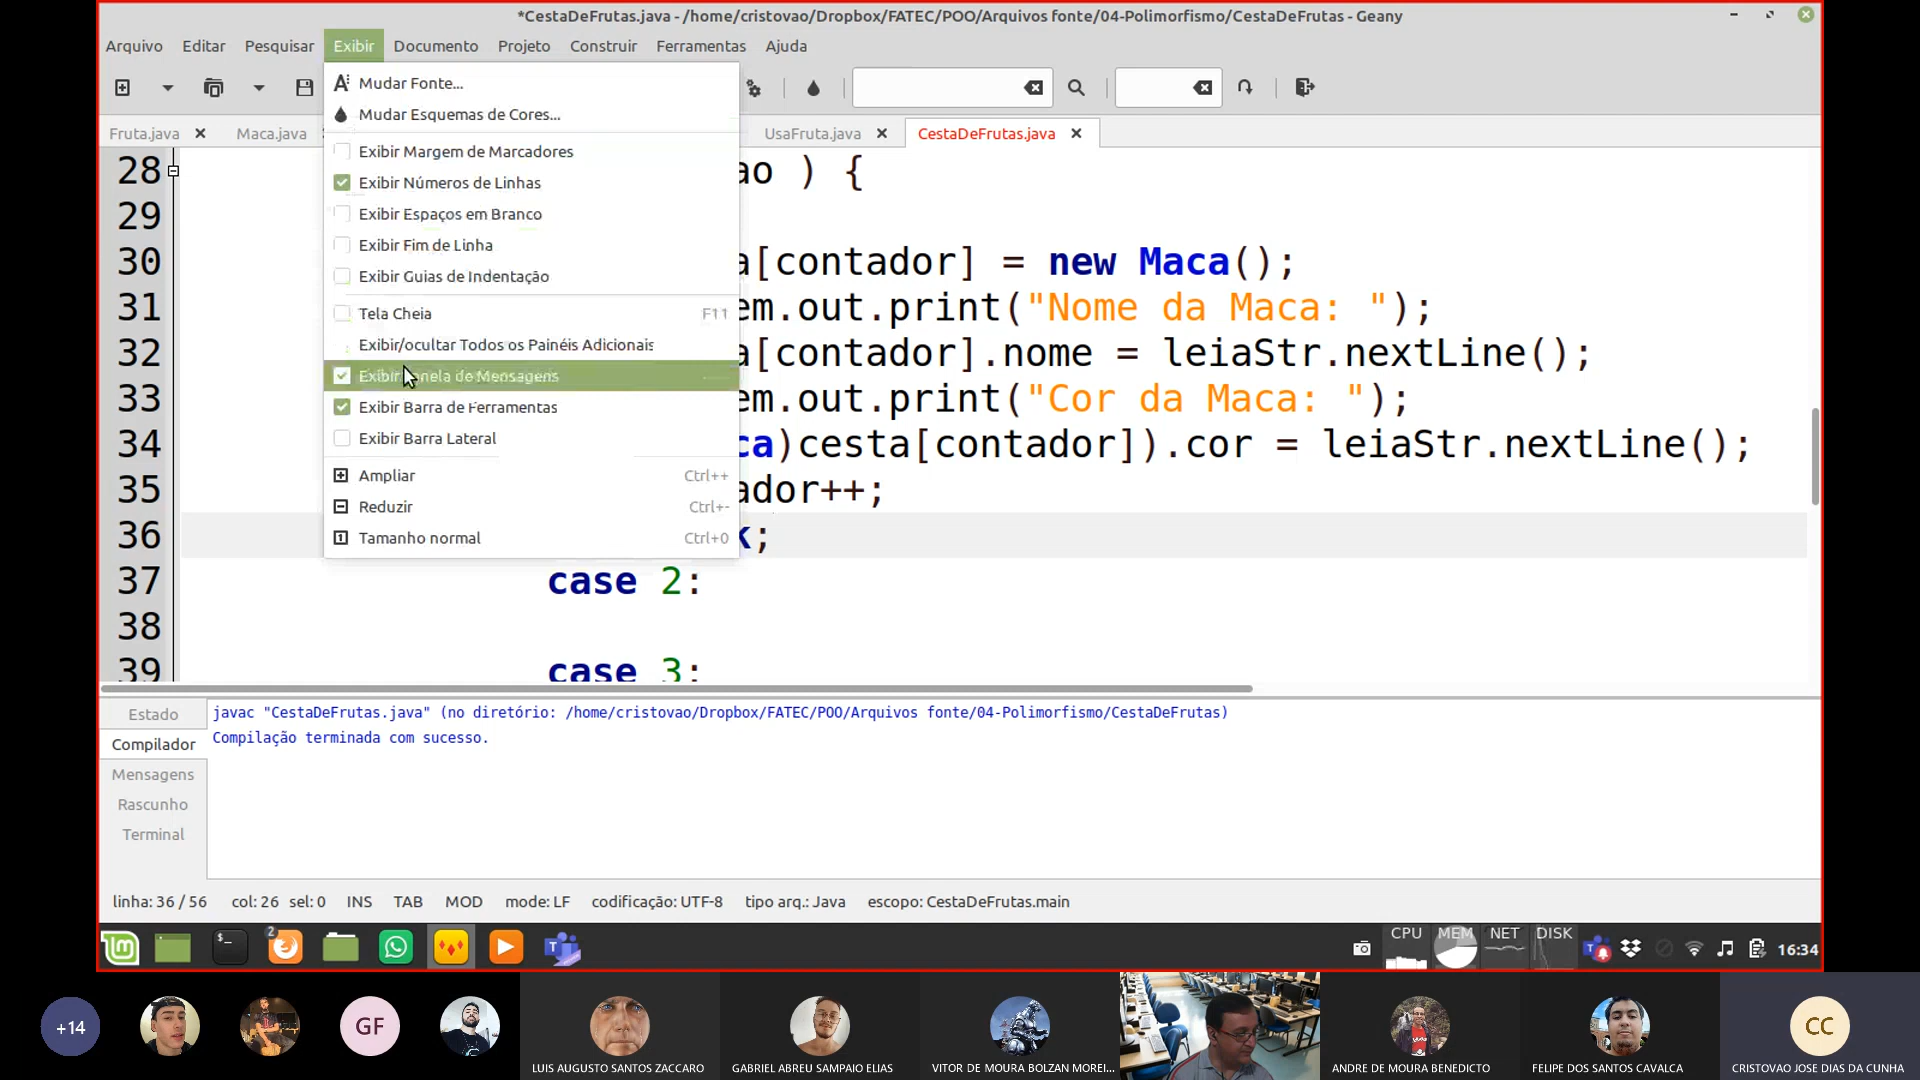 *CestaDeFrutas.java - /home/cristovao/Dropbox/FATEC/POO/Arquivos fonte/04-Polimorfismo/CestaDeFrutas - Geany
Arquivo Editar Pesquisar Exibir Documento Projeto Construir Ferramentas Ajuda
Mudar Fonte...
Mudar Esquemas de Cores...
Exibir Margem de Marcadores
Exibir Números de Linhas
Exibir Espaços em Branco
Exibir Fim de Linha
Exibir Guias de Indentação
Tela Cheia F11
Exibir/ocultar Todos os Painéis Adicionais
Exibir Janela de Mensagens
Exibir Barra de Ferramentas
Exibir Barra Lateral
Ampliar Ctrl++
Reduzir Ctrl+-
Tamanho normal Ctrl+0
Fruta.java Maca.java UsaFruta.java CestaDeFrutas.java
28 ao ) {
29
30 a[contador] = new Maca();
31 em.out.print("Nome da Maca: ");
32 a[contador].nome = leiaStr.nextLine();
33 em.out.print("Cor da Maca: ");
34 ca)cesta[contador]).cor = leiaStr.nextLine();
35 ador++;
36 k;
37 case 2:
38
39 case 3:
Estado
Compilador
Mensagens
Rascunho
Terminal
javac "CestaDeFrutas.java" (no diretório: /home/cristovao/Dropbox/FATEC/POO/Arquivos fonte/04-Polimorfismo/CestaDeFrutas)
Compilação terminada com sucesso.
linha: 36 / 56 col: 26 sel: 0 INS TAB MOD mode: LF codificação: UTF-8 tipo arq.: Java escopo: CestaDeFrutas.main
2 CPU MEM NET DISK 16:34
+14 GF CC
LUIS AUGUSTO SANTOS ZACCARO GABRIEL ABREU SAMPAIO ELIAS VITOR DE MOURA BOLZAN MOREI... ANDRE DE MOURA BENEDICTO FELIPE DOS SANTOS CAVALCA CRISTOVAO JOSE DIAS DA CUNHA